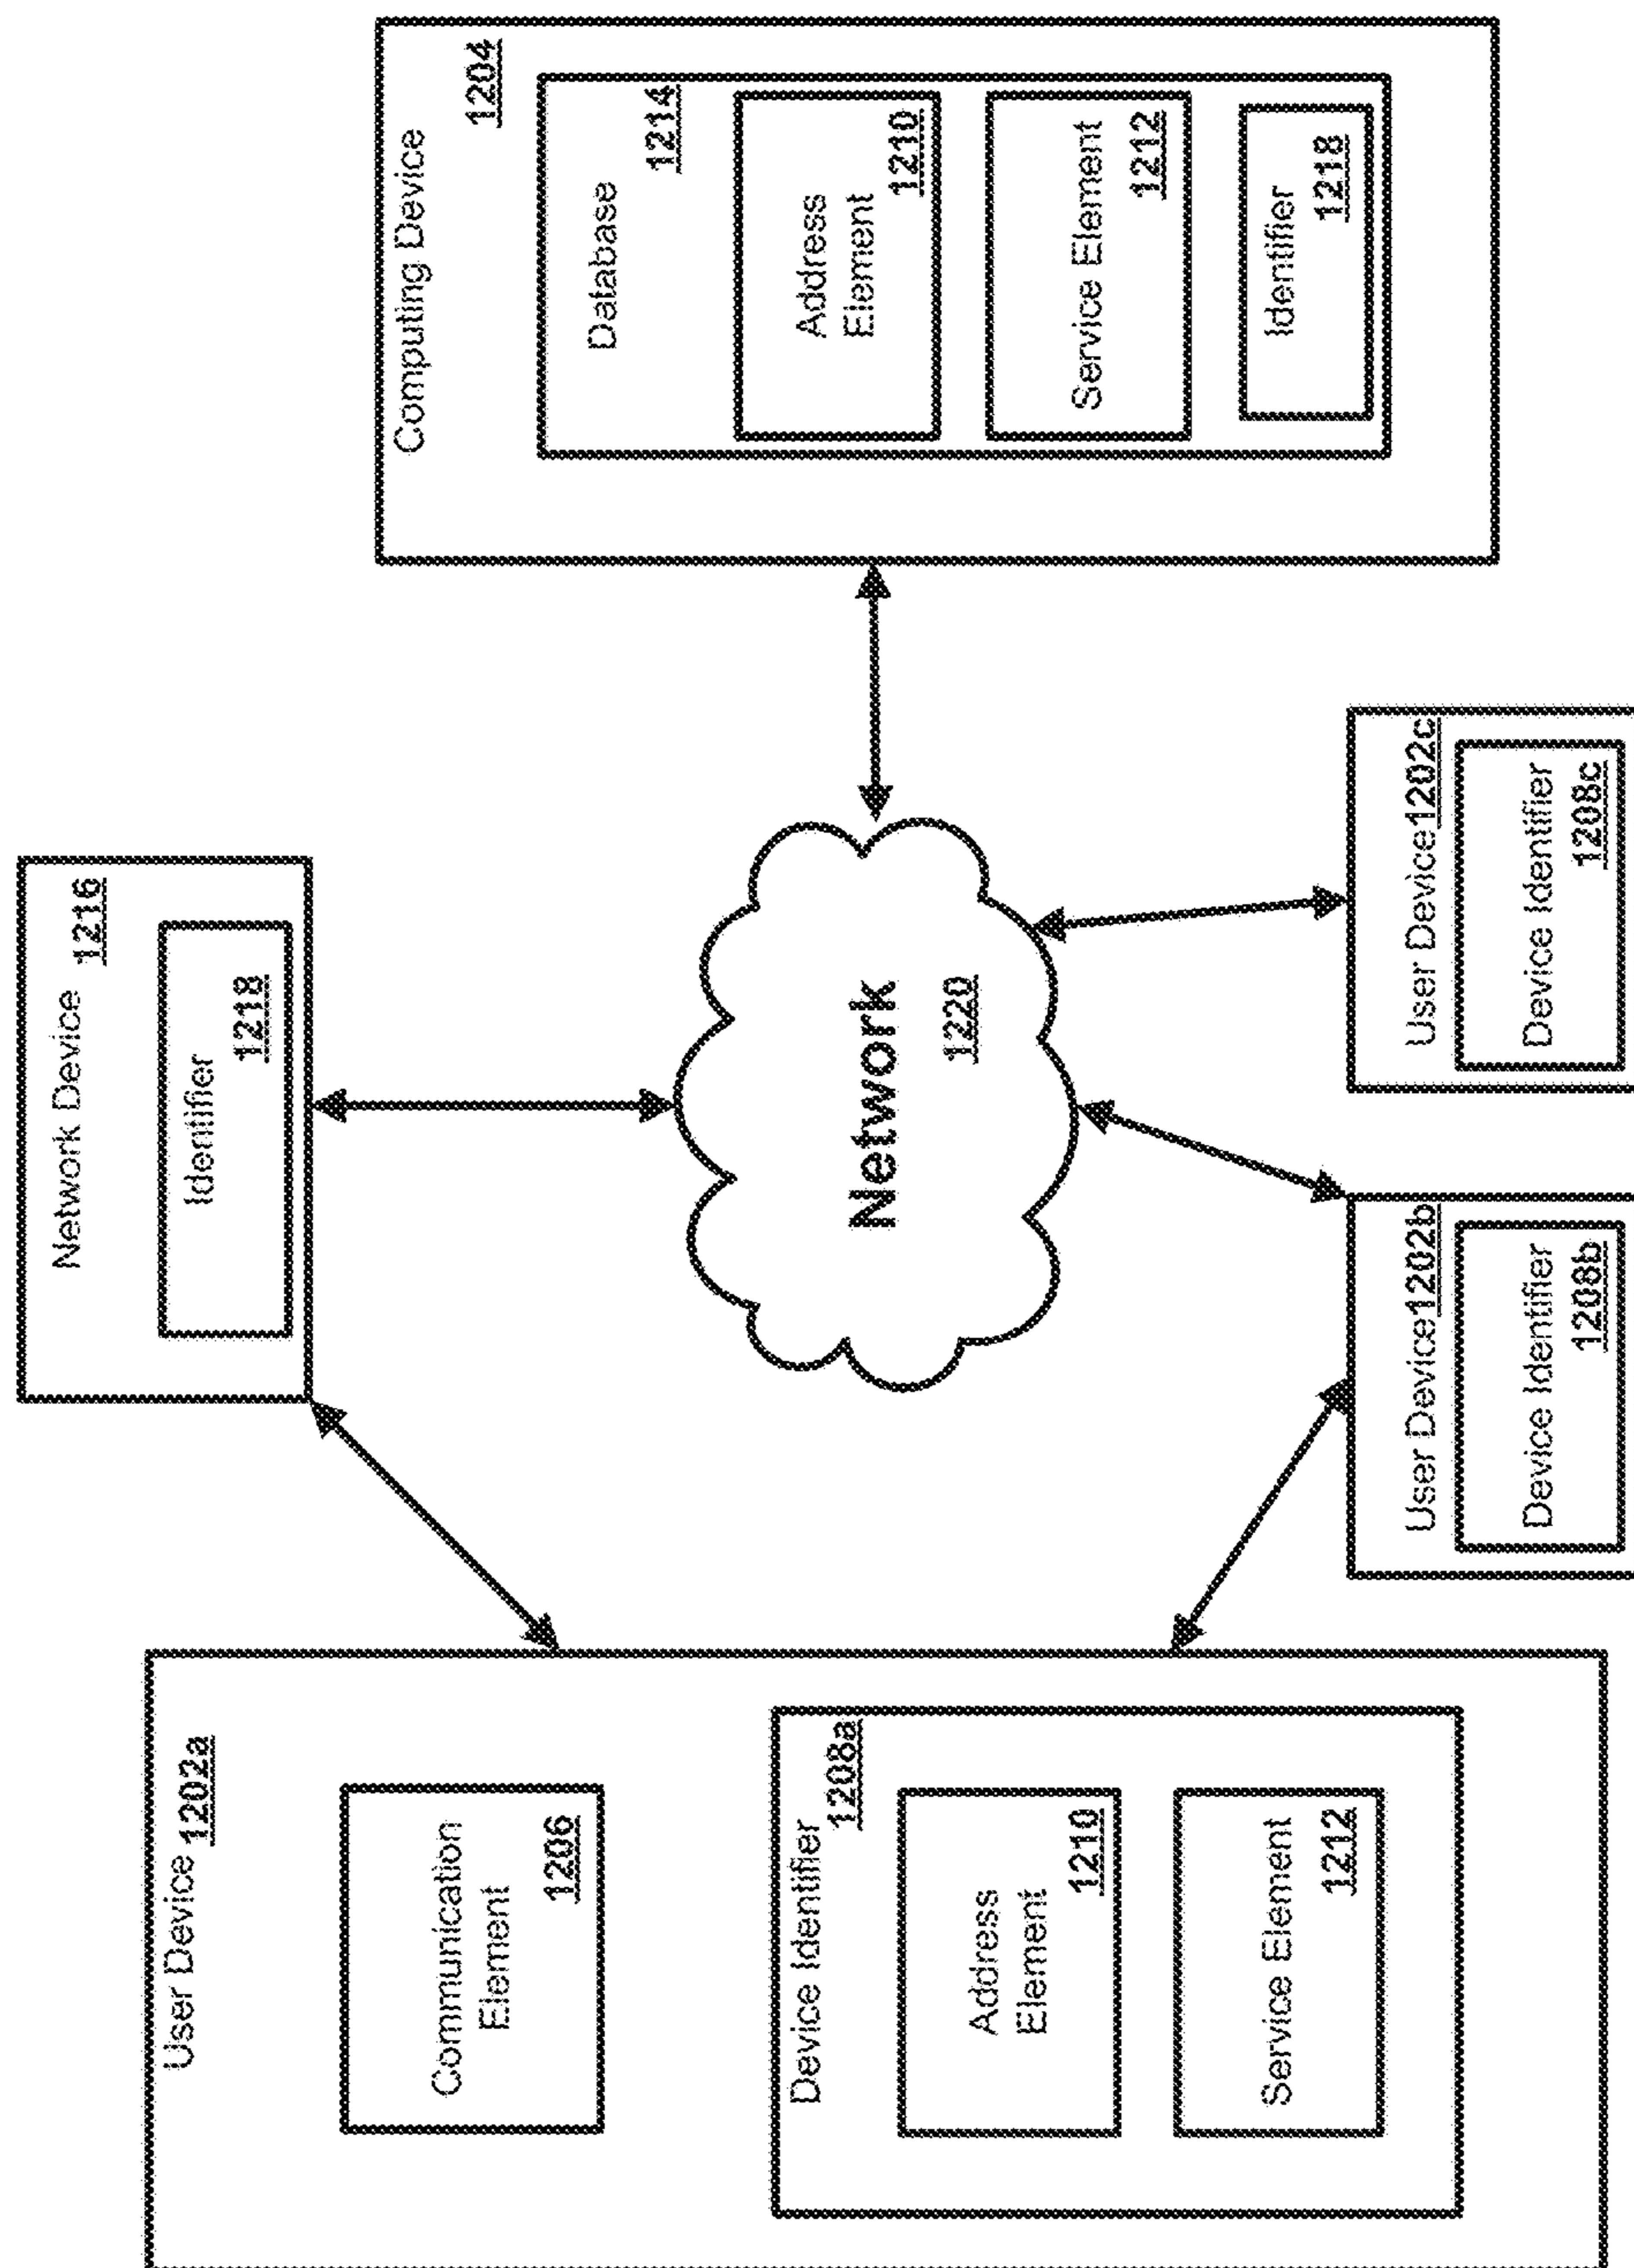 User Device 1202a
Communication
Element
1206
Device Identifier
1208a
Address
Element
1210
Service Element
1212
Network Device
1216
Identifier
1218
Network
1220
User Device1202b
Device Identifier
1208b
User Device1202c
Device Identifier
1208c
Computing Device
1204
Database
1214
Address
Element
1210
Service Element
1212
Identifier
1218